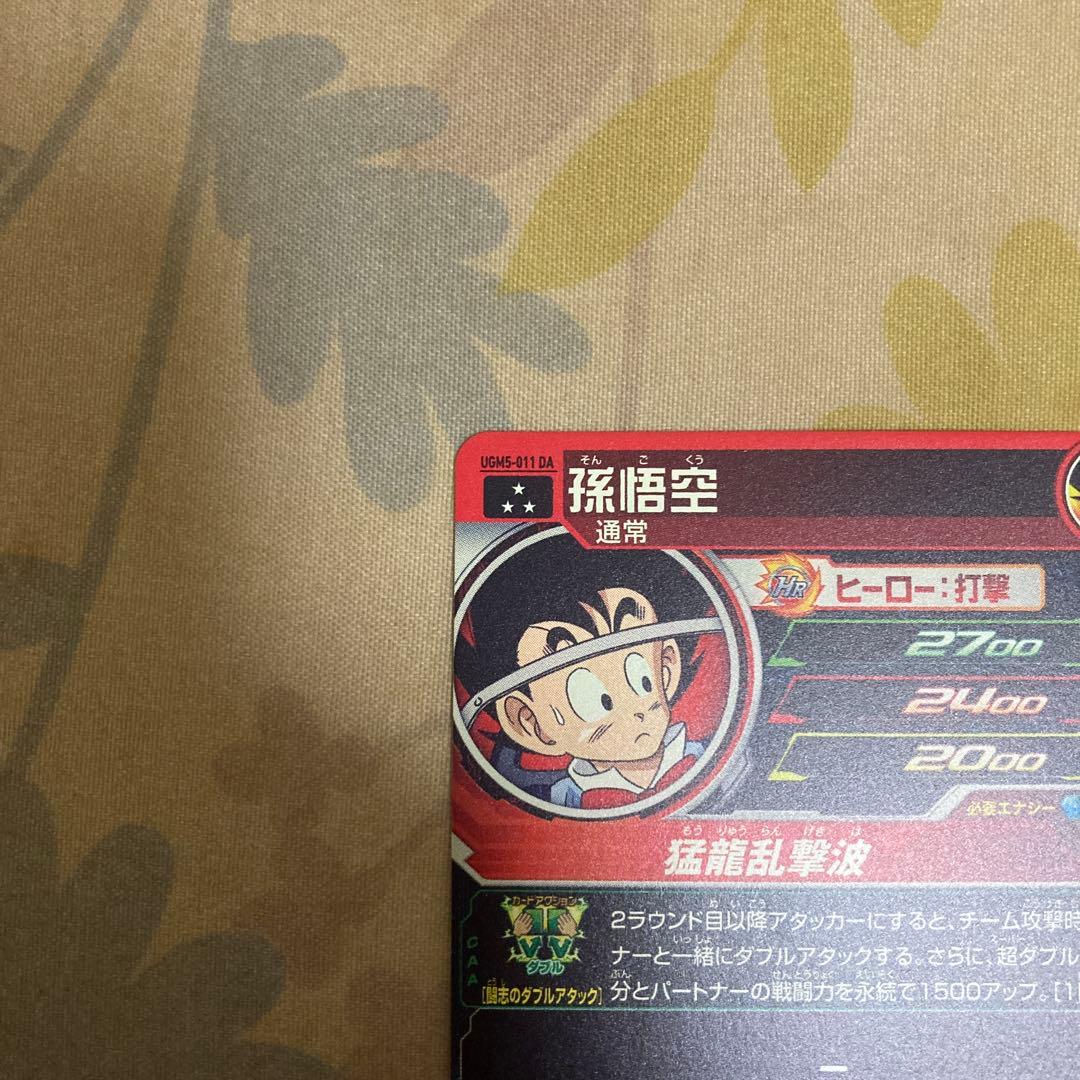 UGM5-011 DA
そん ご くう
孫悟空
通常
HR
ヒーロー:打撃
2700
2400
2000
必要エナジー
もう りゅう らん げき は
猛龍乱撃波
カードアクション
ダブル
CAA
[闘志のダブルアタック]
2ラウンド目以降アタッカーにすると、チーム攻撃時
ナーと一緒にダブルアタックする。さらに、超ダブル
分とパートナーの戦闘力を永続で1500アップ。[1